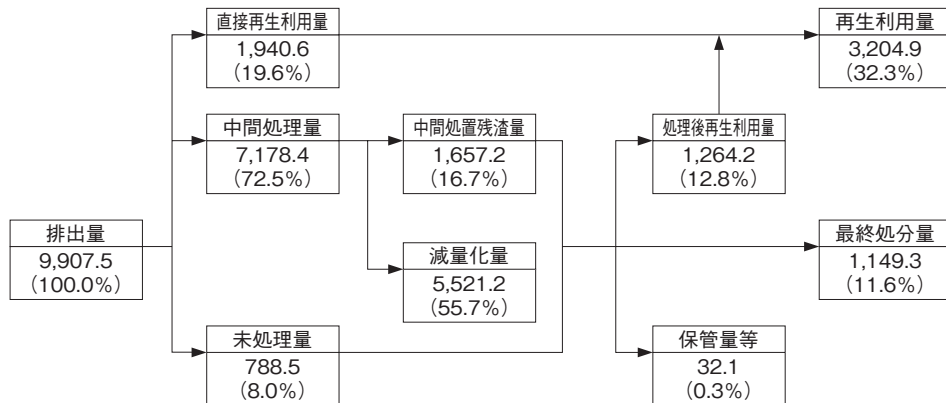 直接再生利用量
1,940.6
(19.6%)
再生利用量
3,204.9
(32.3%)
中間処理量
7,178.4
(72.5%)
中間処置残渣量
1,657.2
(16.7%)
処理後再生利用量
1,264.2
(12.8%)
排出量
9,907.5
(100.0%)
減量化量
5,521.2
(55.7%)
最終処分量
1,149.3
(11.6%)
未処理量
788.5
(8.0%)
保管量等
32.1
(0.3%)